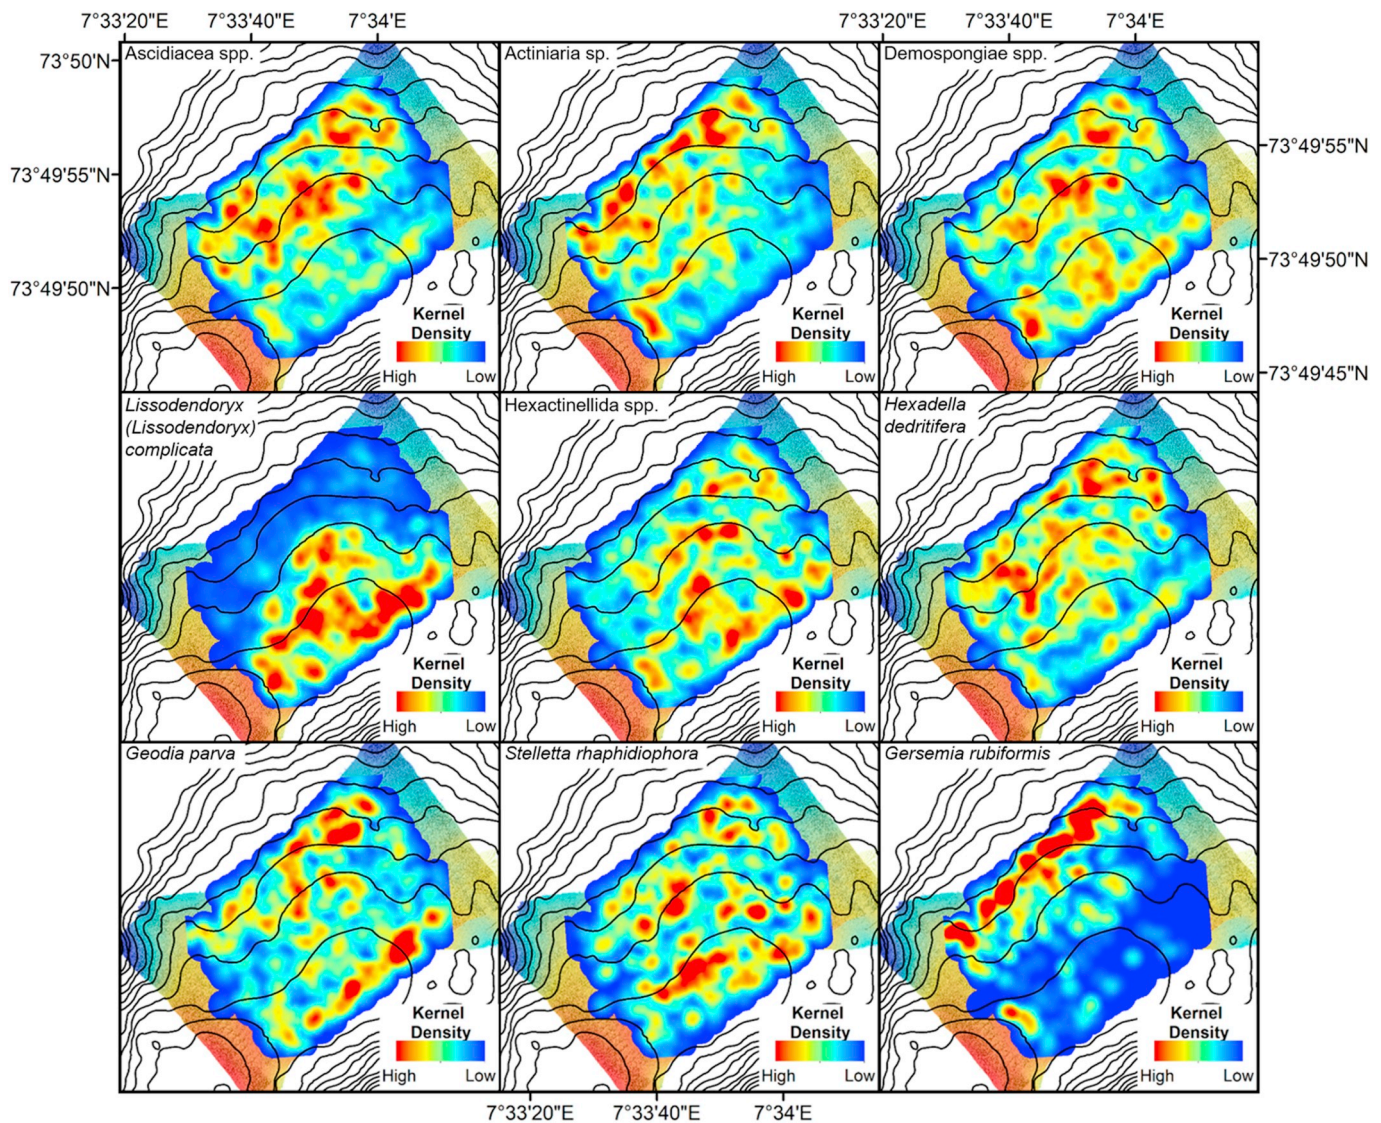 7°33'20"E 7°33'40"E 7°34'E 7°33'20"E 7°33'40"E 7°34'E
Ascidiacea spp. Actiniaria sp. Demospongiae spp.
73°50'N
73°49'55"N
73°49'55"N
73°49'50"N
73°49'50"N
Kernel Kernel Kernel
Density Density Density
High Low High Low High Low
73°49'45"N
Lissodendoryx Hexactinellida spp. Hexadella
(Lissodendoryx) dedritifera
complicata
Kernel Kernel Kernel
Density Density Density
High Low High Low High Low
Geodia parva Stelletta rhaphidiophora Gersemia rubiformis
Kernel Kernel Kernel
Density Density Density
High Low High Low High Low
7°33'20"E 7°33'40"E 7°34'E